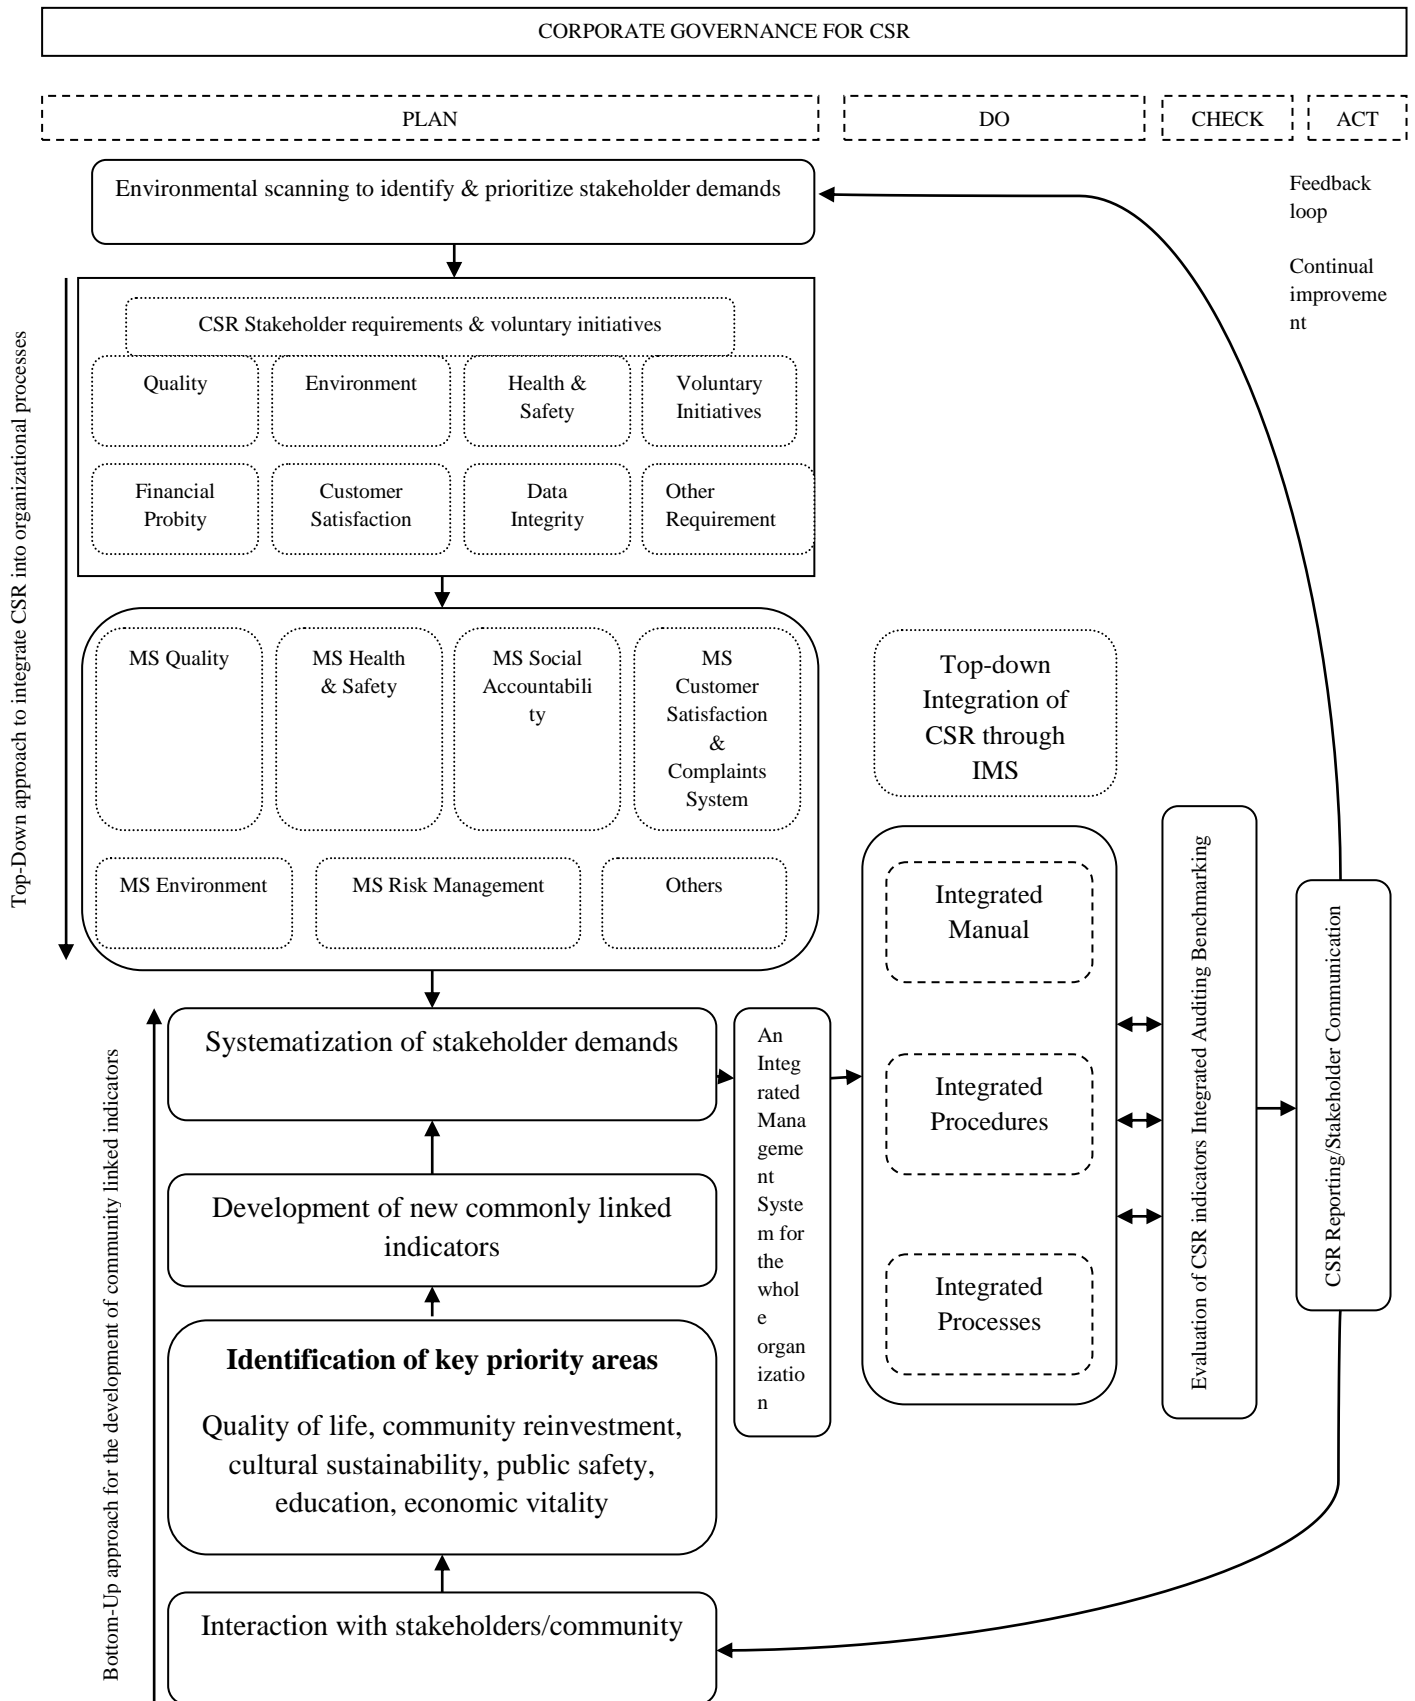 CORPORATE GOVERNANCE FOR CSR
PLAN
DO
CHECK
ACT
Environmental scanning to identify & prioritize stakeholder demands
Feedback
loop
Continual
improveme
nt
Top-Down approach to integrate CSR into organizational processes
CSR Stakeholder requirements & voluntary initiatives
Quality
Environment
Health &
Safety
Voluntary
Initiatives
Financial
Probity
Customer
Satisfaction
Data
Integrity
Other
Requirement
MS Quality
MS Health
& Safety
MS Social
Accountabili
ty
MS
Customer
Satisfaction
&
Complaints
System
MS Environment
MS Risk Management
Others
Top-down
Integration of
CSR through
IMS
Integrated
Manual
Integrated
Procedures
Integrated
Processes
Evaluation of CSR indicators Integrated Auditing Benchmarking
CSR Reporting/Stakeholder Communication
Bottom-Up approach for the development of community linked indicators
Systematization of stakeholder demands
An
Integ
rated
Mana
geme
nt
Syste
m for
the
whol
e
organ
izatio
n
Development of new commonly linked
indicators
Identification of key priority areas
Quality of life, community reinvestment,
cultural sustainability, public safety,
education, economic vitality
Interaction with stakeholders/community